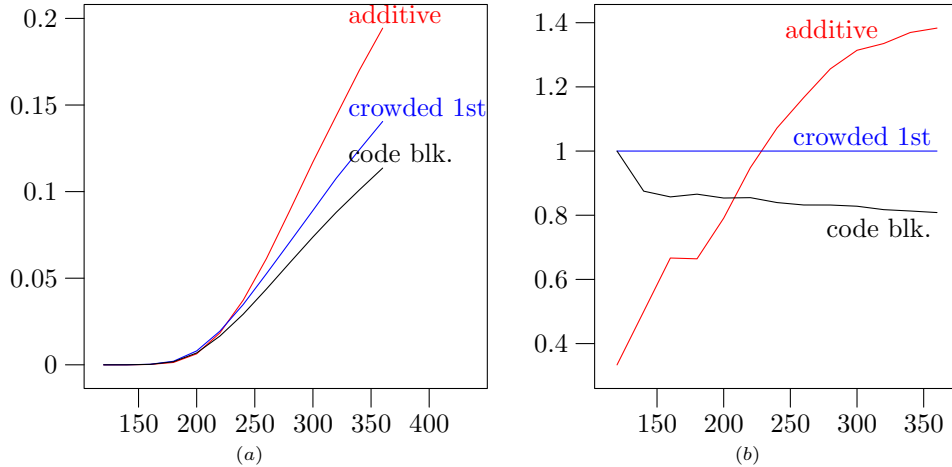 0.2
0.15
0.1
0.05
0
additive
crowded 1st
code blk.
150 200 250 300 350 400
(a)
1.4
1.2
1
0.8
0.6
0.4
additive
crowded 1st
code blk.
150 200 250 300 350
(b)